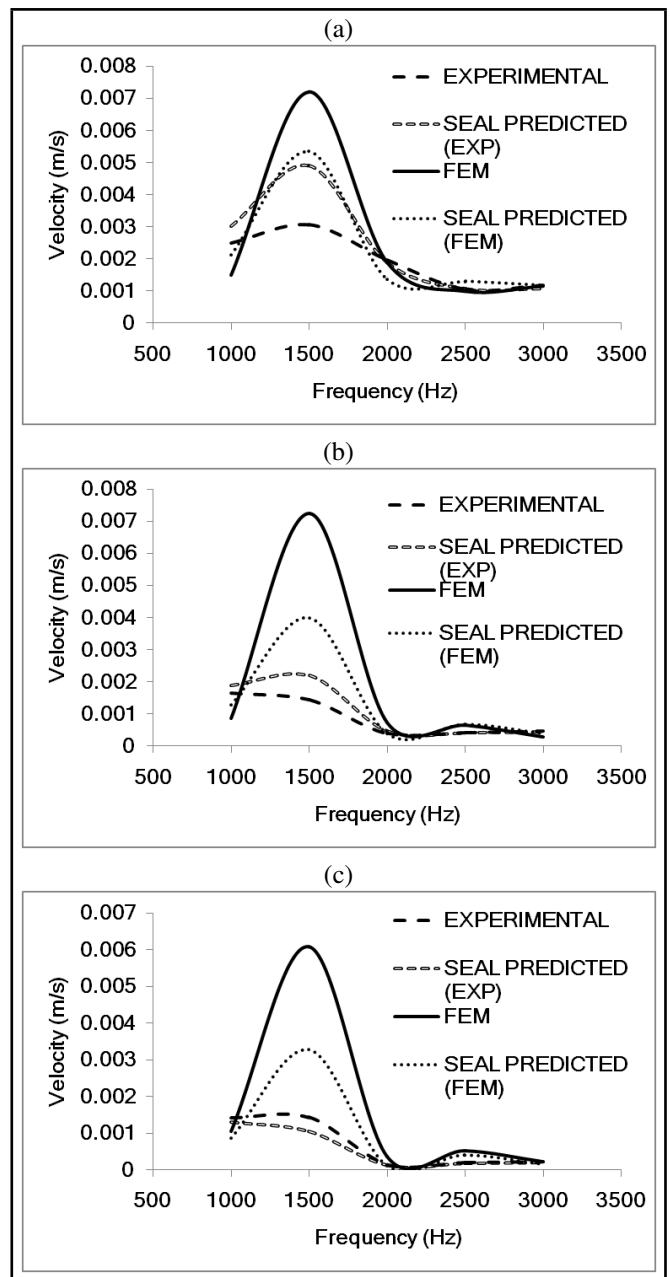 (a)
0.008
0.007
0.006
0.005
0.004
0.003
0.002
0.001
0
Velocity (m/s)
EXPERIMENTAL
SEAL PREDICTED
(EXP)
FEM
SEAL PREDICTED
(FEM)
500 1000 1500 2000 2500 3000 3500
Frequency (Hz)
(b)
0.008
0.007
0.006
0.005
0.004
0.003
0.002
0.001
0
Velocity (m/s)
EXPERIMENTAL
SEAL PREDICTED
(EXP)
FEM
SEAL PREDICTED
(FEM)
500 1000 1500 2000 2500 3000 3500
Frequency (Hz)
(c)
0.007
0.006
0.005
0.004
0.003
0.002
0.001
0
Velocity (m/s)
EXPERIMENTAL
SEAL PREDICTED
(EXP)
FEM
SEAL PREDICTED
(FEM)
500 1000 1500 2000 2500 3000 3500
Frequency (Hz)